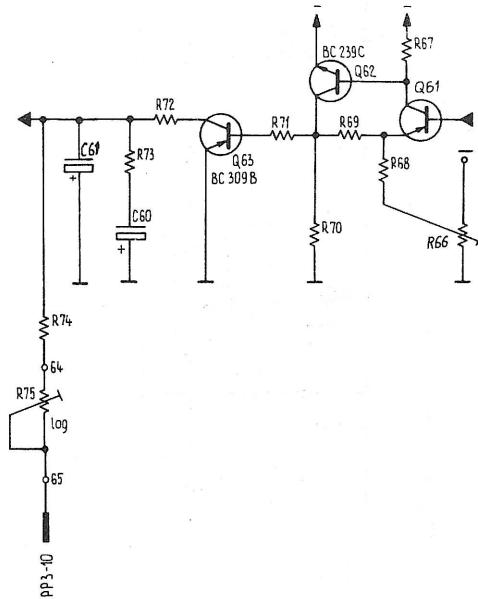 BC 239C
Q62
R67
Q61
R72
C61
R73
Q63
BC 309B
R71
R69
R68
C60
R70
R66
R74
64
R75
log
65
PP3-10